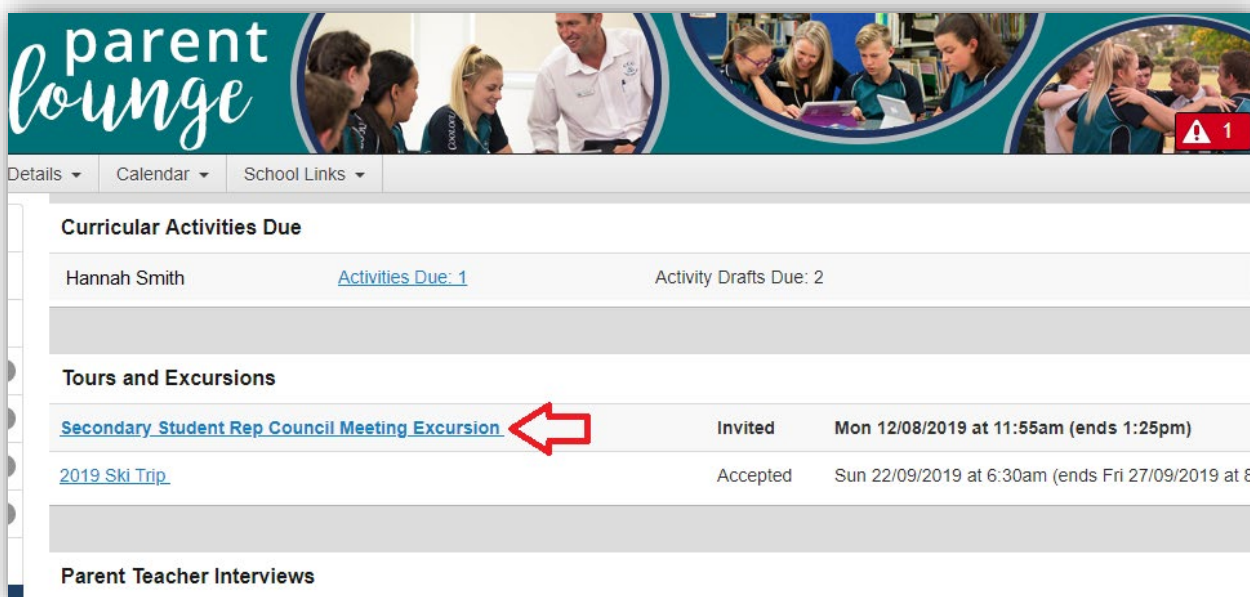 parent
lounge
1
Details Calendar School Links
Curricular Activities Due
Hannah Smith Activities Due: 1 Activity Drafts Due: 2
Tours and Excursions
Secondary Student Rep Council Meeting Excursion Invited Mon 12/08/2019 at 11:55am (ends 1:25pm)
2019 Ski Trip Accepted Sun 22/09/2019 at 6:30am (ends Fri 27/09/2019 at 8
Parent Teacher Interviews